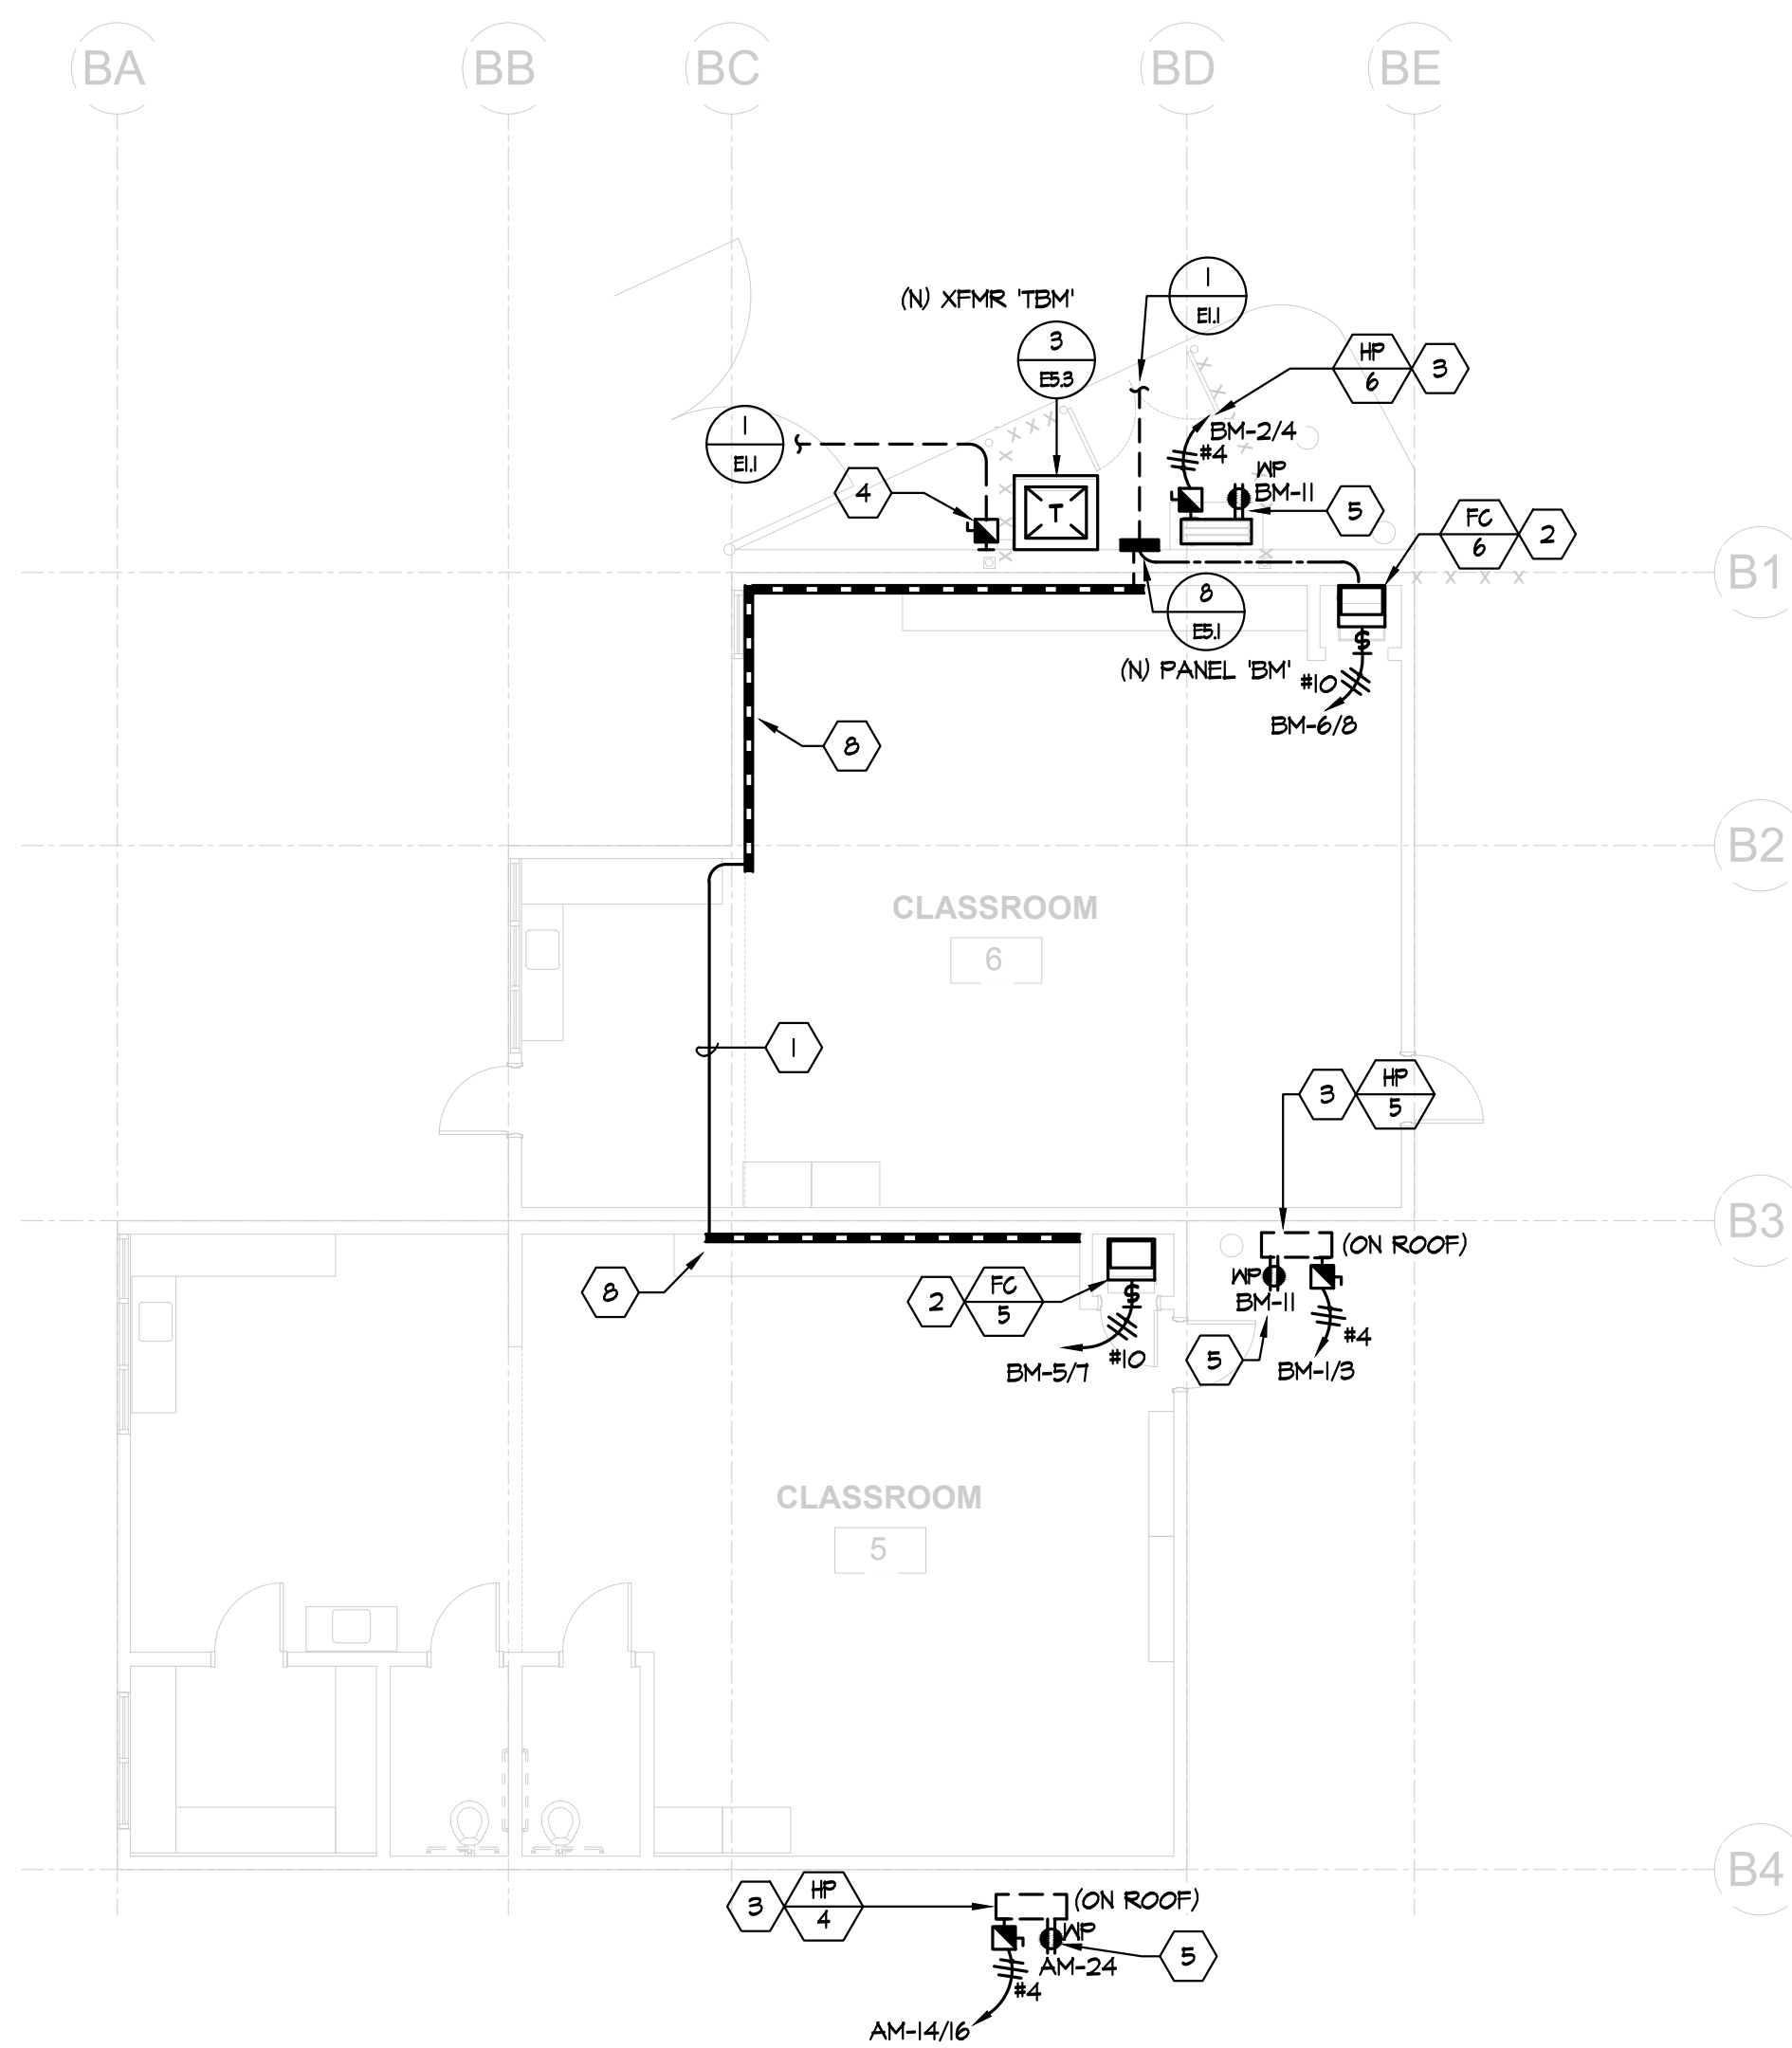 BA
BB
BC
BD
BE
(N) XFMR 'TBM'
1
E1.1
3
E5.3
HP
6
3
1
E1.1
BM-2/4
#4
WP
BM-11
4
5
FC
6
2
B1
8
E5.1
(N) PANEL 'BM'
$
#10
BM-6/8
8
B2
CLASSROOM
6
1
3
HP
5
B3
(ON ROOF)
8
2
FC
5
$
WP
BM-11
#4
#10
BM-5/7
5
BM-1/3
CLASSROOM
5
B4
3
HP
4
(ON ROOF)
WP
5
AM-24
#4
AM-14/16
T
X X X X X X X X X X X X X X X X X X